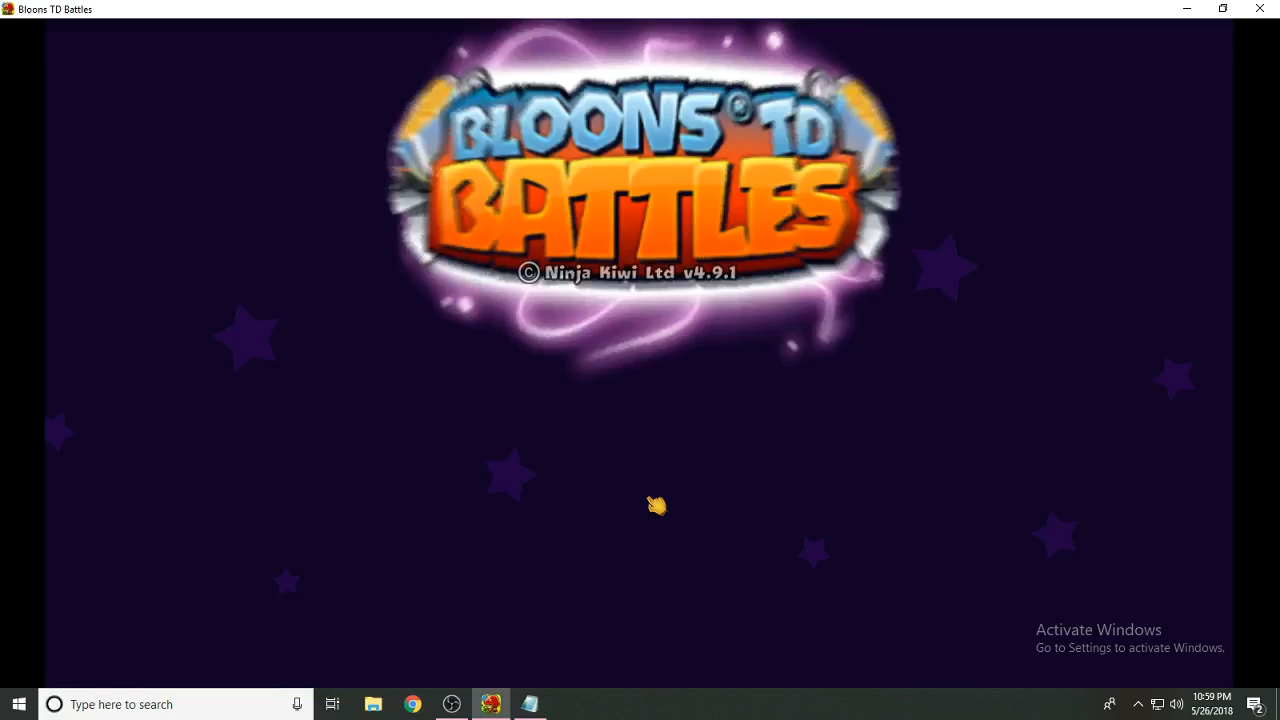 Bloons TD Battles
BLOONS® TD
BATTLES
© Ninja Kiwi Ltd v4.9.1
Activate Windows
Go to Settings to activate Windows.
Type here to search
10:59 PM
5/26/2018
2